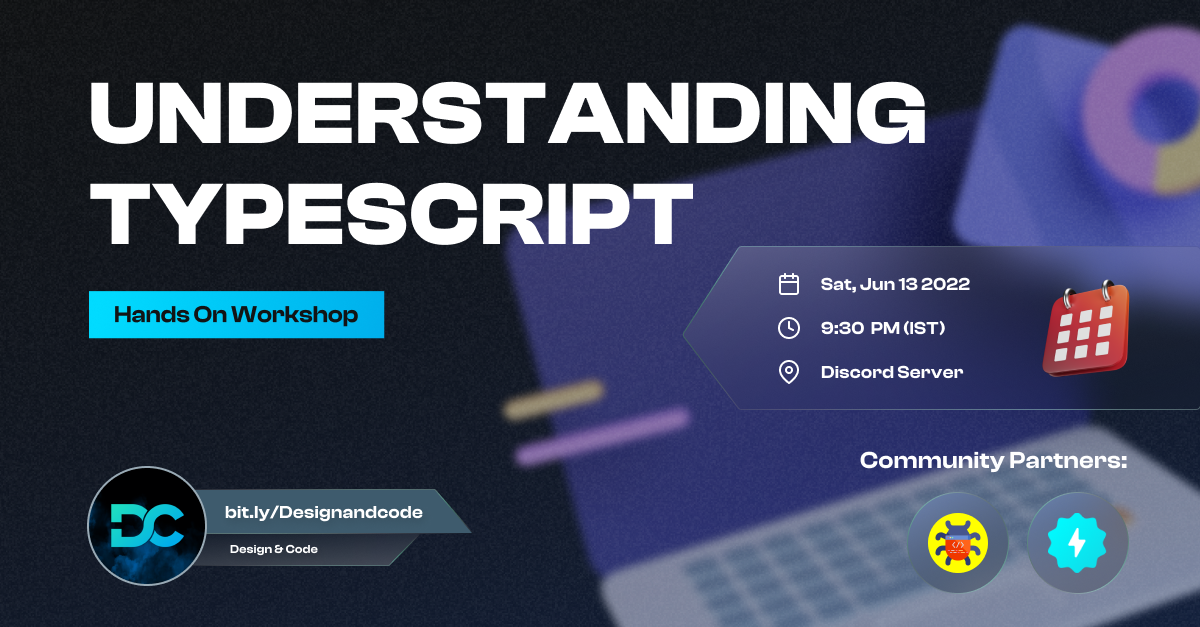 UNDERSTANDING
TYPESCRIPT
Hands On Workshop
Sat, Jun 13 2022
9:30 PM (IST)
Discord Server
Community Partners:
DC
bit.ly/Designandcode
Design & Code
</>